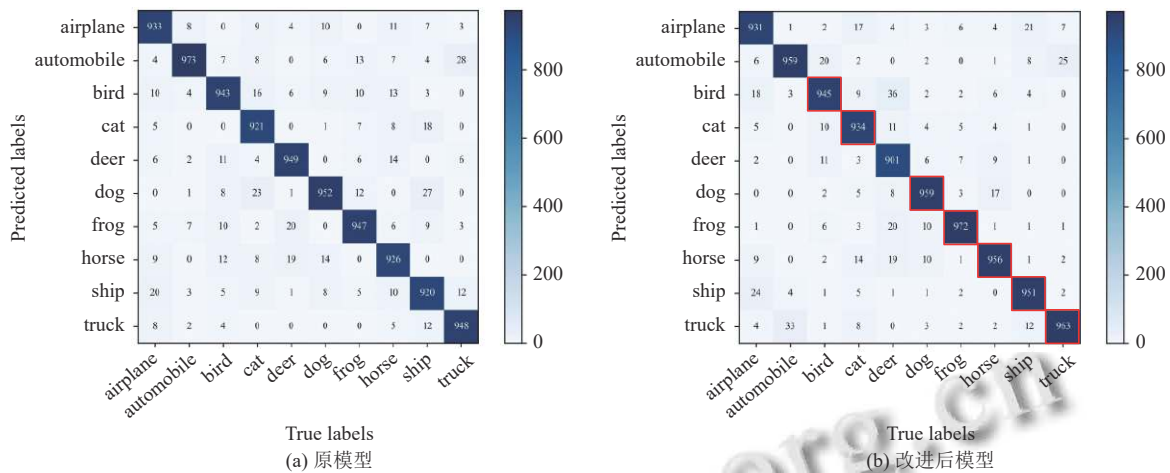 airplane 933 8 0 9 4 10 0 11 7 3
automobile 4 973 7 8 0 6 13 7 4 28
bird 10 4 943 16 6 9 10 13 3 0
cat 5 0 0 921 0 1 7 8 18 0
deer 6 2 11 4 949 0 6 14 0 6
dog 0 1 8 23 1 952 12 0 27 0
frog 5 7 10 2 20 0 947 6 9 3
horse 9 0 12 8 19 14 0 926 0 0
ship 20 3 5 9 1 8 5 10 920 12
truck 8 2 4 0 0 0 0 5 12 948
airplane automobile bird cat deer dog frog horse ship truck
Predicted labels
True labels
800
600
400
200
0
(a) 原模型
airplane 931 1 2 17 4 3 6 4 21 7
automobile 6 959 20 2 0 2 0 1 8 25
bird 18 3 945 9 36 2 2 6 4 0
cat 5 0 10 934 11 4 5 4 1 0
deer 2 0 11 3 901 6 7 9 1 0
dog 0 0 2 5 8 959 3 17 0 0
frog 1 0 6 3 20 10 972 1 1 1
horse 9 0 2 14 19 10 1 956 1 2
ship 24 4 1 5 1 1 2 0 951 2
truck 4 33 1 8 0 3 2 2 12 963
airplane automobile bird cat deer dog frog horse ship truck
Predicted labels
True labels
800
600
400
200
0
(b) 改进后模型
org.cn